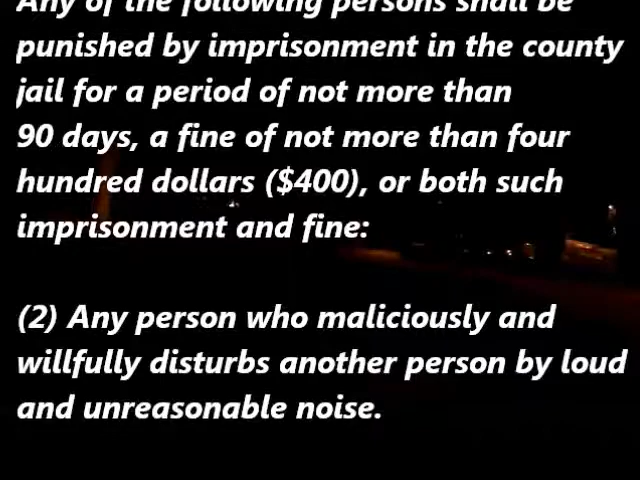 Any of the following persons shall be
punished by imprisonment in the county
jail for a period of not more than
90 days, a fine of not more than four
hundred dollars ($400), or both such
imprisonment and fine:
(2) Any person who maliciously and
willfully disturbs another person by loud
and unreasonable noise.